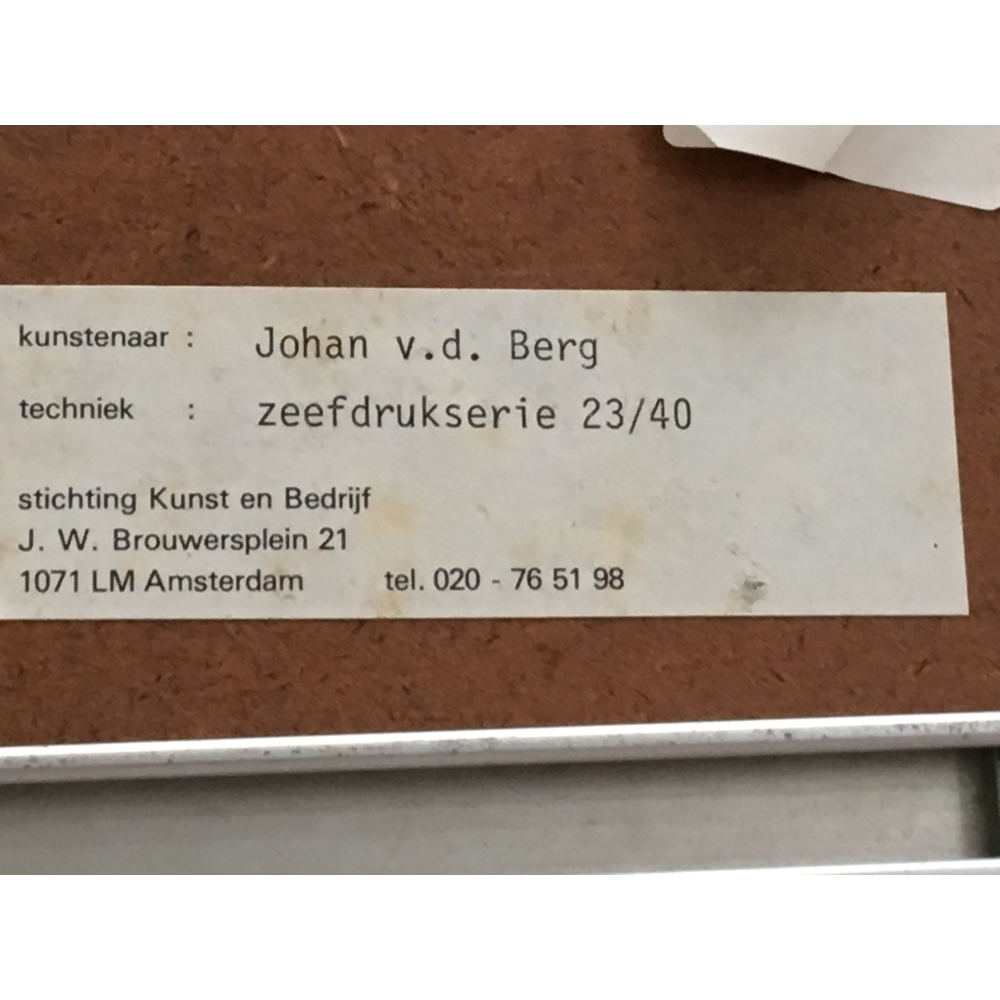 kunstenaar : Johan v.d. Berg
techniek : zeefdrukserie 23/40
stichting Kunst en Bedrijf
J. W. Brouwersplein 21
1071 LM Amsterdam tel. 020 - 76 51 98